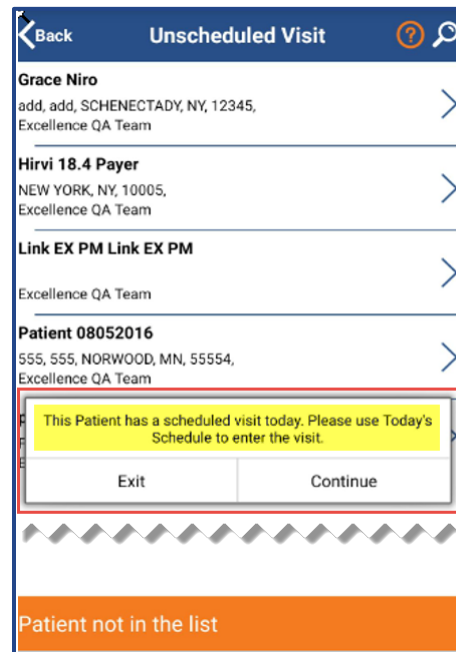 Back Unscheduled Visit ?
Grace Niro
add, add, SCHENECTADY, NY, 12345,
Excellence QA Team
Hirvi 18.4 Payer
NEW YORK, NY, 10005,
Excellence QA Team
Link EX PM Link EX PM
Excellence QA Team
Patient 08052016
555, 555, NORWOOD, MN, 55554,
Excellence QA Team
This Patient has a scheduled visit today. Please use Today's
Schedule to enter the visit.
Exit Continue
Patient not in the list